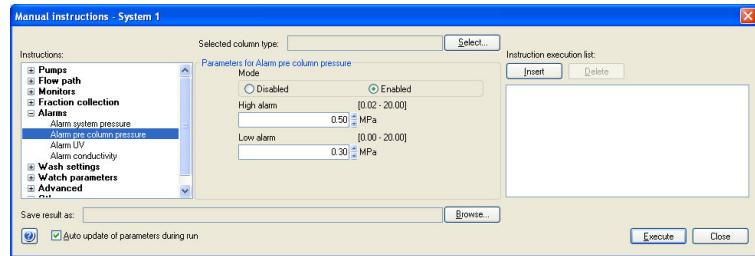 Manual instructions - System 1
Selected column type:
Select...
Instructions:
Pumps
Flow path
Monitors
Fraction collection
Alarms
Alarm system pressure
Alarm pre column pressure
Alarm UV
Alarm conductivity
Wash settings
Watch parameters
Advanced
Parameters for Alarm pre column pressure
Mode
Disabled Enabled
High alarm [0.02 - 20.00]
0.50 MPa
Low alarm [0.00 - 20.00]
0.30 MPa
Instruction execution list:
Insert Delete
Save result as: Browse...
Auto update of parameters during run
Execute Close